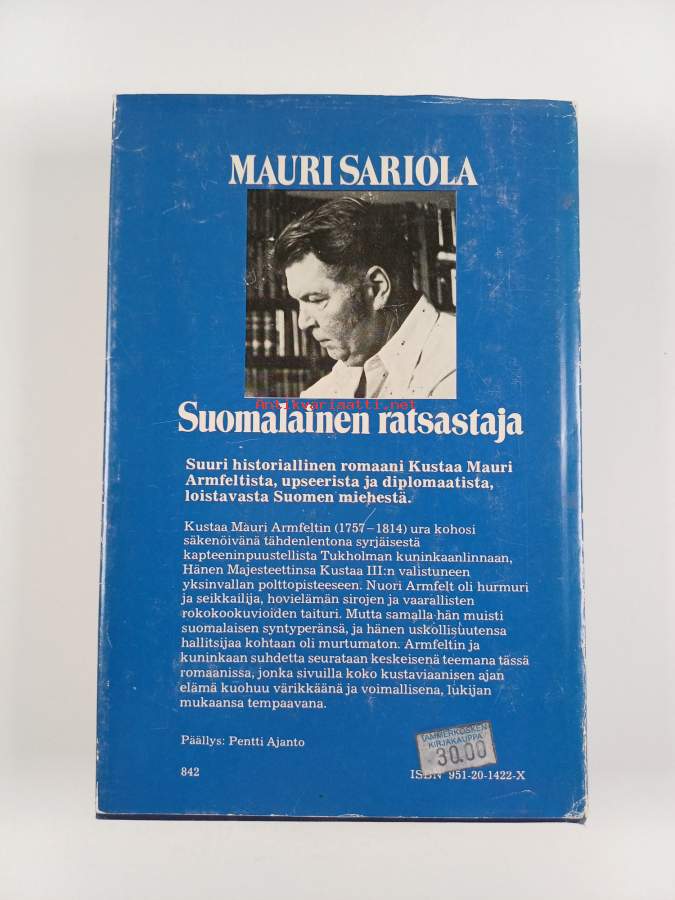 MAURI SARIOLA
Antikvariaatti.net
Suomalainen ratsastaja
Suuri historiallinen romaani Kustaa Mauri
Armfeltista, upseerista ja diplomaatista,
loistavasta Suomen miehestä.
Kustaa Mauri Armfeltin (1757–1814) ura kohosi
säkenöivänä tähdenlentona syrjäisestä
kapteeninpuustellista Tukholman kuninkaanlinnaan,
Hänen Majesteettinsa Kustaa III:n valistuneen
yksinvallan polttopisteeseen. Nuori Armfelt oli hurmuri
ja seikkailija, hovielämän sirojen ja vaarallisten
rokokookuvioiden taituri. Mutta samalla hän muisti
suomalaisen syntyperänsä, ja hänen uskollisuutensa
hallitsijaa kohtaan oli murtumaton. Armfeltin ja
kuninkaan suhdetta seurataan keskeisenä teemana tässä
romaanissa, jonka sivuilla koko kustaviaanisen ajan
elämä kuohuu värikkäänä ja voimallisena, lukijan
mukaansa tempaavana.
Päällys: Pentti Ajanto
TAMMERKOSKEN
KIRJAKAUPPA
30.00
842
ISBN 951-20-1422-X